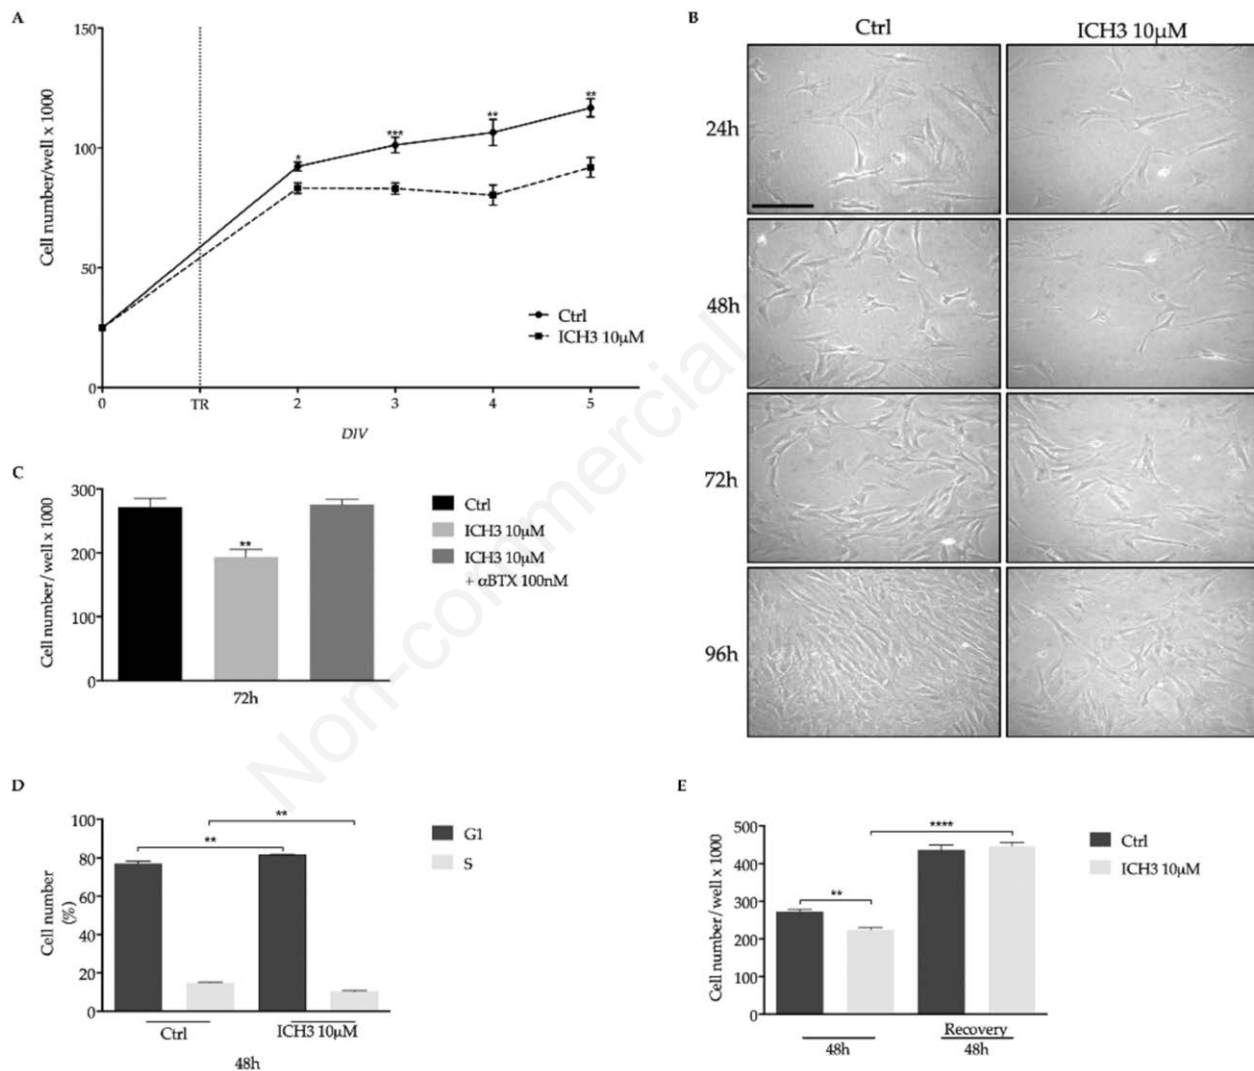 A
Cell number/well x 1000
150
100
50
0
*
***
**
**
Ctrl
ICH3 10µM
0
TR
2
3
4
5
DIV
B
Ctrl
ICH3 10µM
24h
48h
72h
96h
C
Cell number/well x 1000
300
200
100
0
**
72h
Ctrl
ICH3 10µM
ICH3 10µM
+ αBTX 100nM
D
Cell number
(%)
100
80
60
40
20
0
**
**
G1
S
Ctrl
ICH3 10µM
48h
E
Cell number/well x 1000
500
400
300
200
100
0
**
****
Ctrl
ICH3 10µM
48h
Recovery
48h
Non-commercial